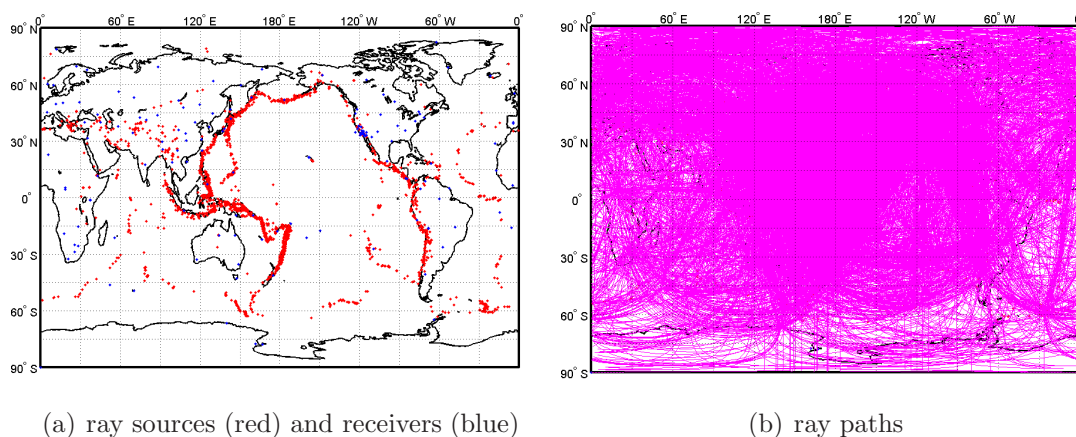 0° 60° E 120° E 180° W 120° W 60° W 0°
90° N
60° N
30° N
0°
30° S
60° S
90° S
0° 60° E 120° E 180° W 120° W 60° W 0°
90° N
60° N
30° N
0°
30° S
60° S
90° S
(a) ray sources (red) and receivers (blue)
(b) ray paths